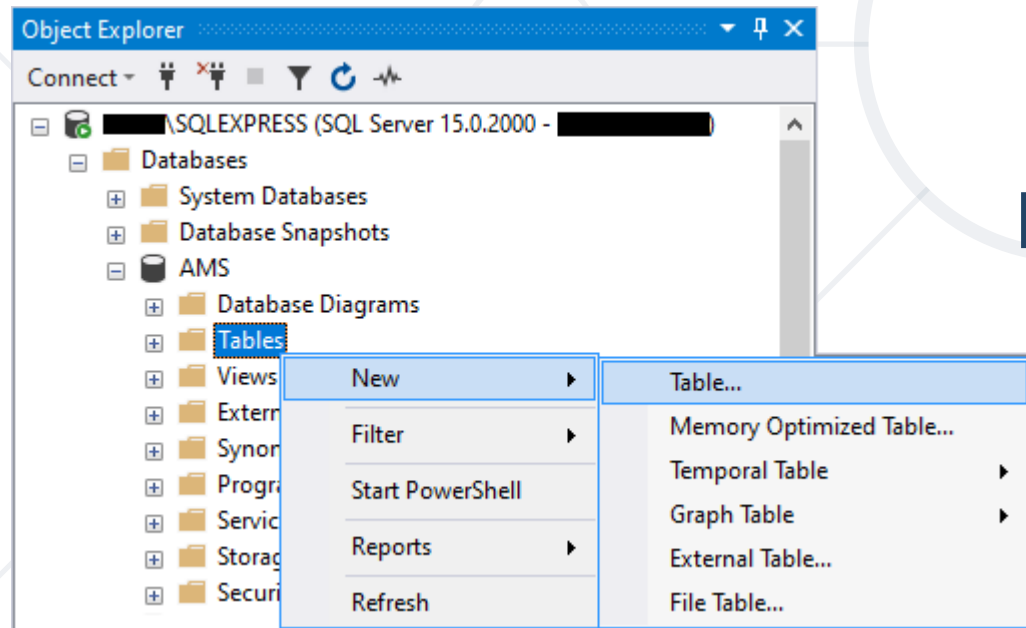 Object Explorer
Connect
\SQLEXPRESS (SQL Server 15.0.2000 - )
Databases
System Databases
Database Snapshots
AMS
Database Diagrams
Tables
Views
New
Table...
Memory Optimized Table...
Filter
Temporal Table
Start PowerShell
Graph Table
Reports
External Table...
Refresh
File Table...